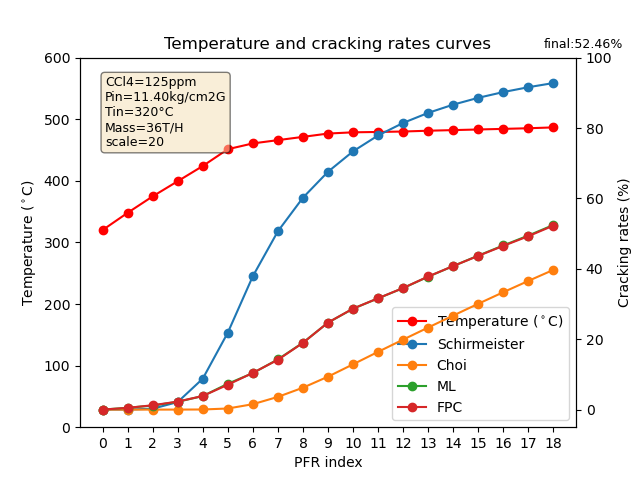 Temperature and cracking rates curves
final:52.46%
CCl4=125ppm
Pin=11.40kg/cm2G
Tin=320°C
Mass=36T/H
scale=20
Temperature (°C)
600
500
400
300
200
100
0
100
80
60
40
20
0
Cracking rates (%)
Temperature (°C)
Schirmeister
Choi
ML
FPC
0 1 2 3 4 5 6 7 8 9 10 11 12 13 14 15 16 17 18
PFR index